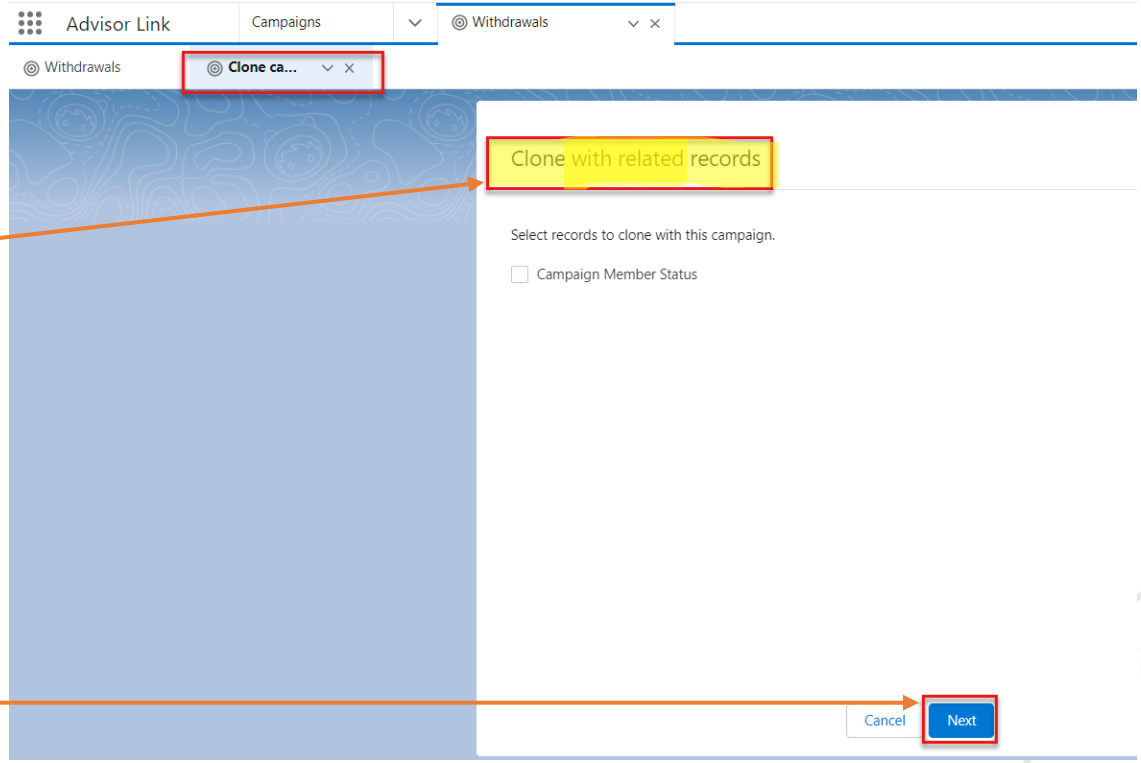 Advisor Link
Campaigns
Withdrawals
Withdrawals
Clone ca...
Clone with related records
Select records to clone with this campaign.
Campaign Member Status
Cancel
Next